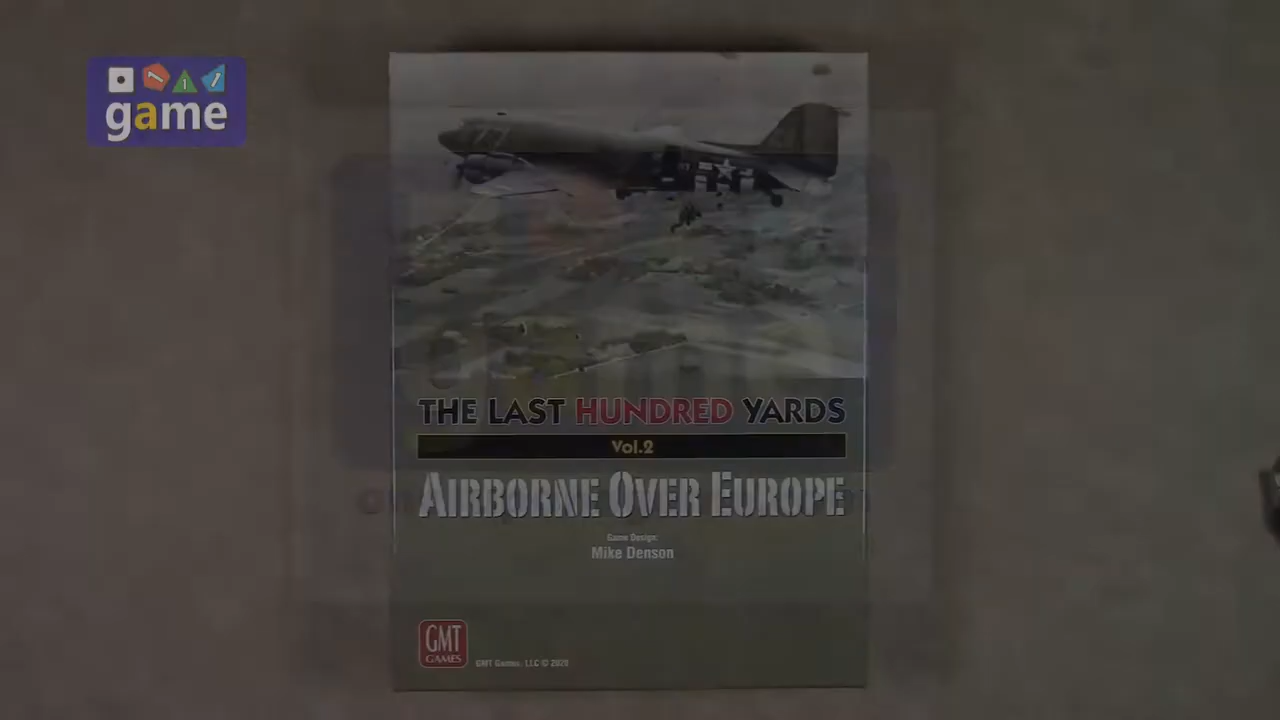 game
THE LAST HUNDRED YARDS
Vol.2
AIRBORNE OVER EUROPE
Game Design:
Mike Denson
GMT
GAMES
GMT Games, LLC © 2020